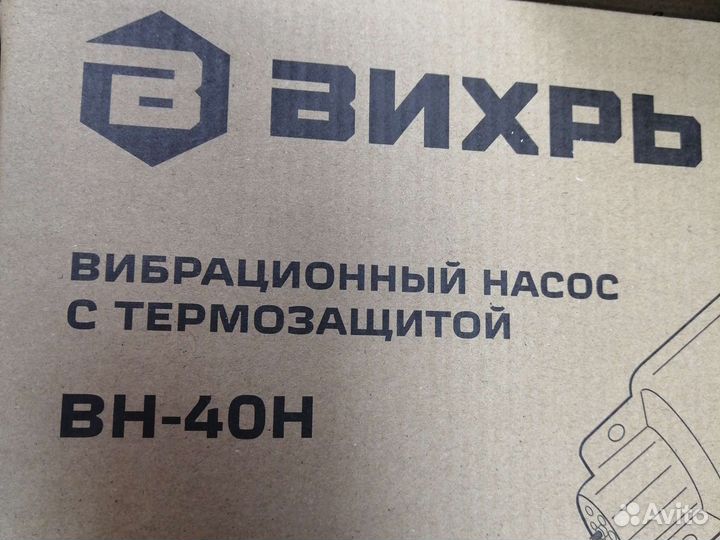 В ВИХРЬ
ВИБРАЦИОННЫЙ НАСОС
С ТЕРМОЗАЩИТОЙ
ВН-40Н
Avito